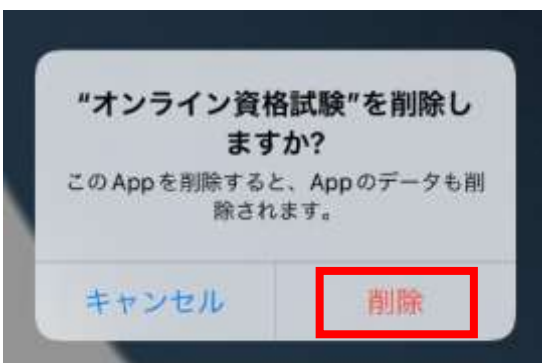 “オンライン資格試験”を削除し
ますか?
このAppを削除すると、Appのデータも削
除されます。
キャンセル
削除